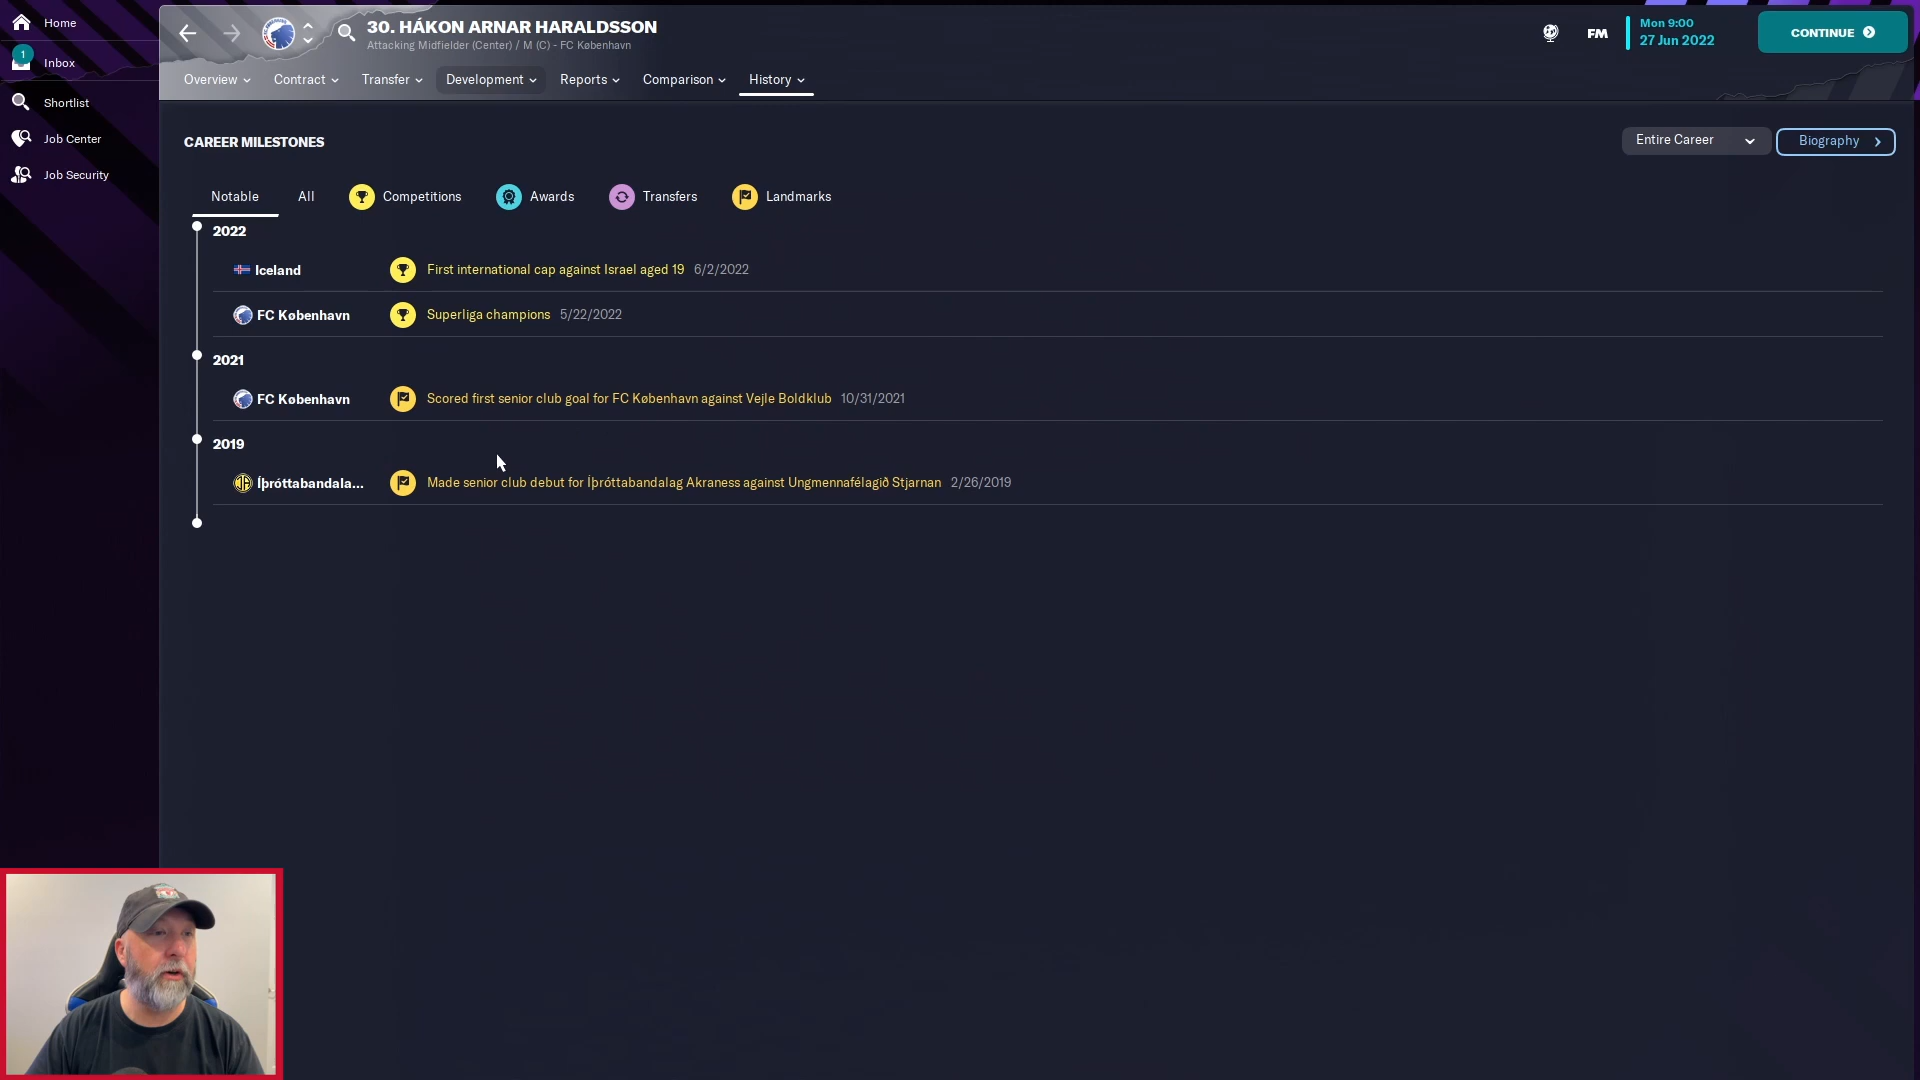 Home
1
Inbox
Shortlist
Job Center
Job Security
30. HÁKON ARNAR HARALDSSON
Attacking Midfielder (Center) / M (C) - FC København
FM
Mon 9:00
27 Jun 2022
CONTINUE
Overview
Contract
Transfer
Development
Reports
Comparison
History
CAREER MILESTONES
Entire Career
Biography
Notable
All
Competitions
Awards
Transfers
Landmarks
2022
Iceland
First international cap against Israel aged 19 6/2/2022
FC København
Superliga champions 5/22/2022
2021
FC København
Scored first senior club goal for FC København against Vejle Boldklub 10/31/2021
2019
Íþróttabandala...
Made senior club debut for Íþróttabandalag Akraness against Ungmennafélagið Stjarnan 2/26/2019